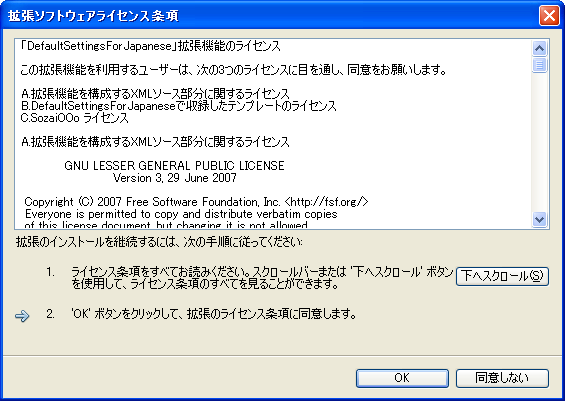 拡張ソフトウェアライセンス条項
「DefaultSettingsForJapanese」拡張機能のライセンス
この拡張機能を利用するユーザーは、次の3つのライセンスに目を通し、同意をお願いします。
A.拡張機能を構成するXMLソース部分に関するライセンス
B.DefaultSettingsForJapaneseで収録したテンプレートのライセンス
C.SozaiOOo ライセンス
A.拡張機能を構成するXMLソース部分に関するライセンス
GNU LESSER GENERAL PUBLIC LICENSE
Version 3, 29 June 2007
Copyright (C) 2007 Free Software Foundation, Inc. <http://fsf.org/>
Everyone is permitted to copy and distribute verbatim copies
of this license document, but changing it is not allowed.
拡張のインストールを継続するには、次の手順に従ってください:
1. ライセンス条項をすべてお読みください。スクロールバーまたは '下へスクロール' ボタン
を使用して、ライセンス条項のすべてを見ることができます。
下へスクロール(S)
2. 'OK' ボタンをクリックして、拡張のライセンス条項に同意します。
OK
同意しない